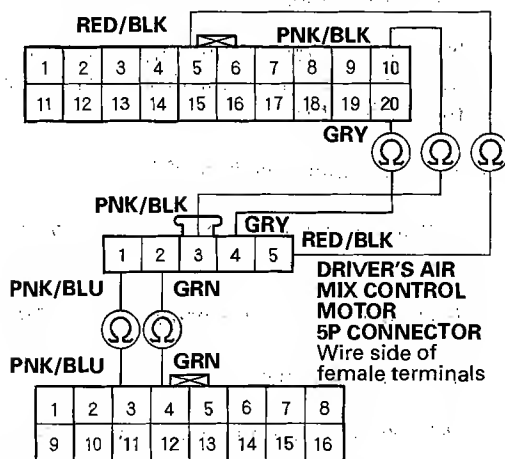 RED/BLK
PNK/BLK
1 2 3 4 5 6 7 8 9 10
11 12 13 14 15 16 17 18 19 20
GRY
Ω Ω Ω
PNK/BLK
GRY
1 2 3 4 5
RED/BLK
DRIVER'S AIR
MIX CONTROL
MOTOR
5P CONNECTOR
Wire side of
female terminals
PNK/BLU
GRN
Ω Ω
PNK/BLU
GRN
1 2 3 4 5 6 7 8
9 10 11 12 13 14 15 16